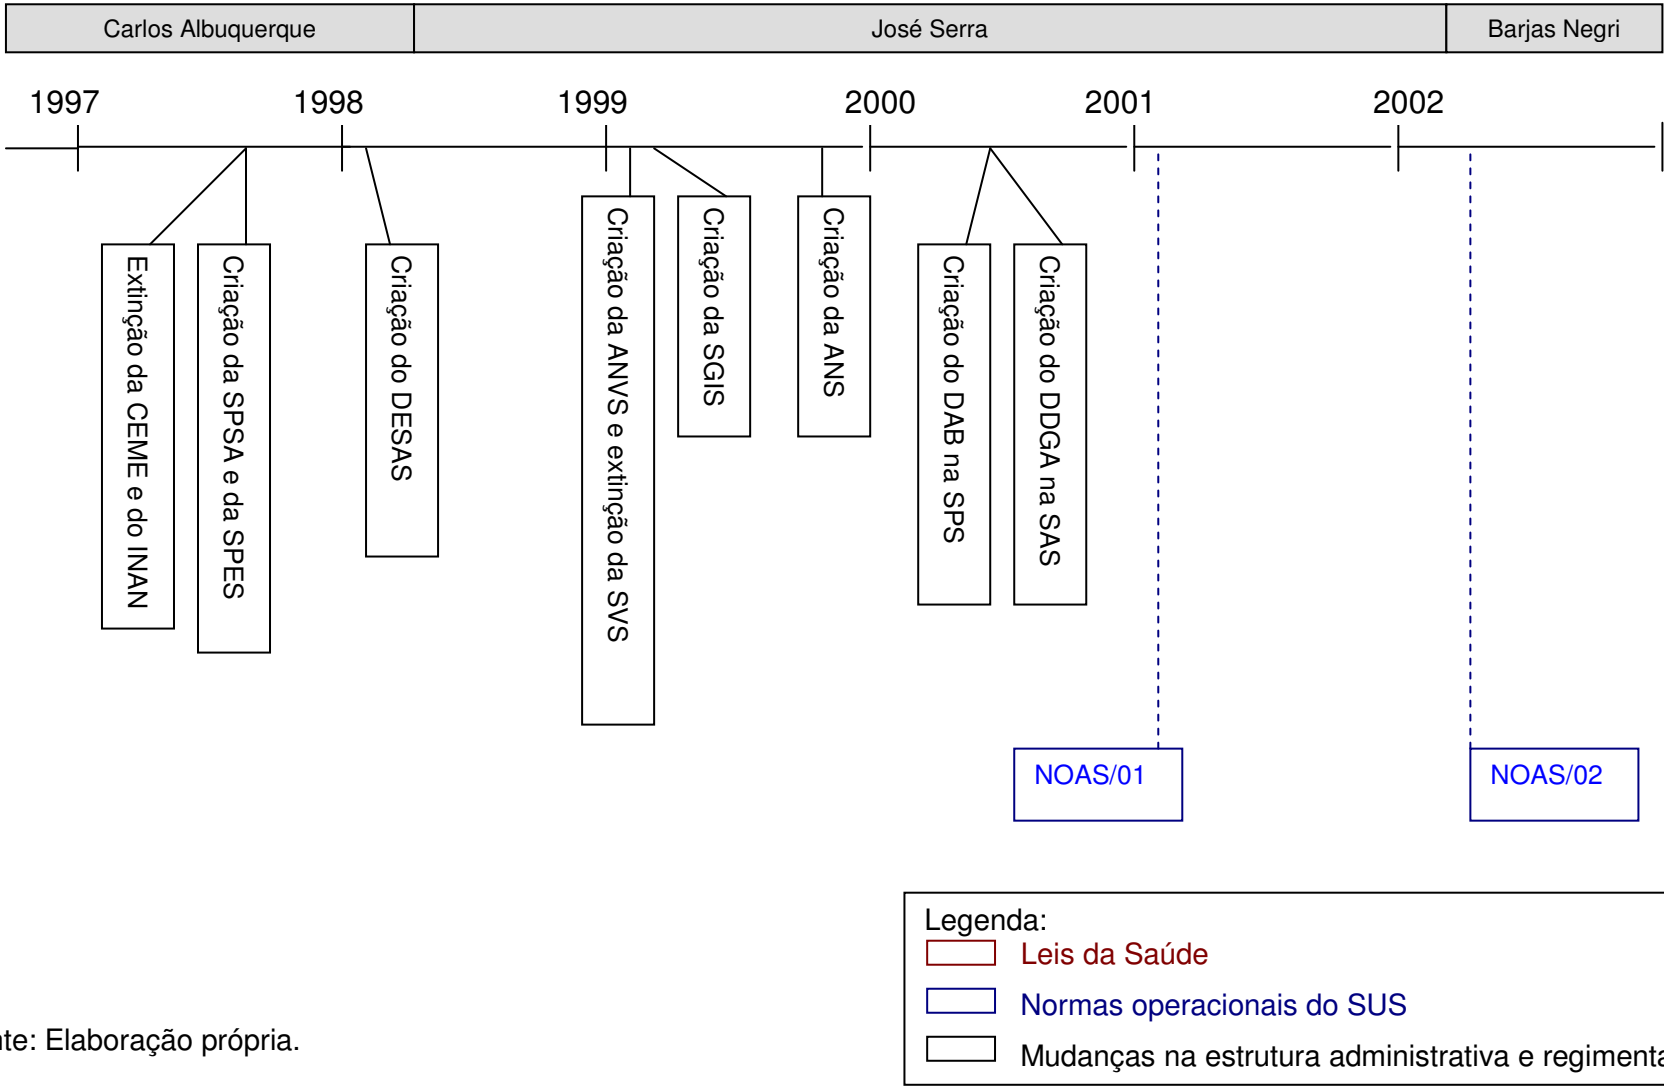 Carlos Albuquerque
José Serra
Barjas Negri
1997
1998
1999
2000
2001
2002
Extinção da CEME e do INAN
Criação da SPSA e da SPES
Criação do DESAS
Criação da ANVS e extinção da SVS
Criação da SGIS
Criação da ANS
Criação do DAB na SPS
Criação do DDGA na SAS
NOAS/01
NOAS/02
Legenda:
Leis da Saúde
Normas operacionais do SUS
Mudanças na estrutura administrativa e regimenta
nte: Elaboração própria.